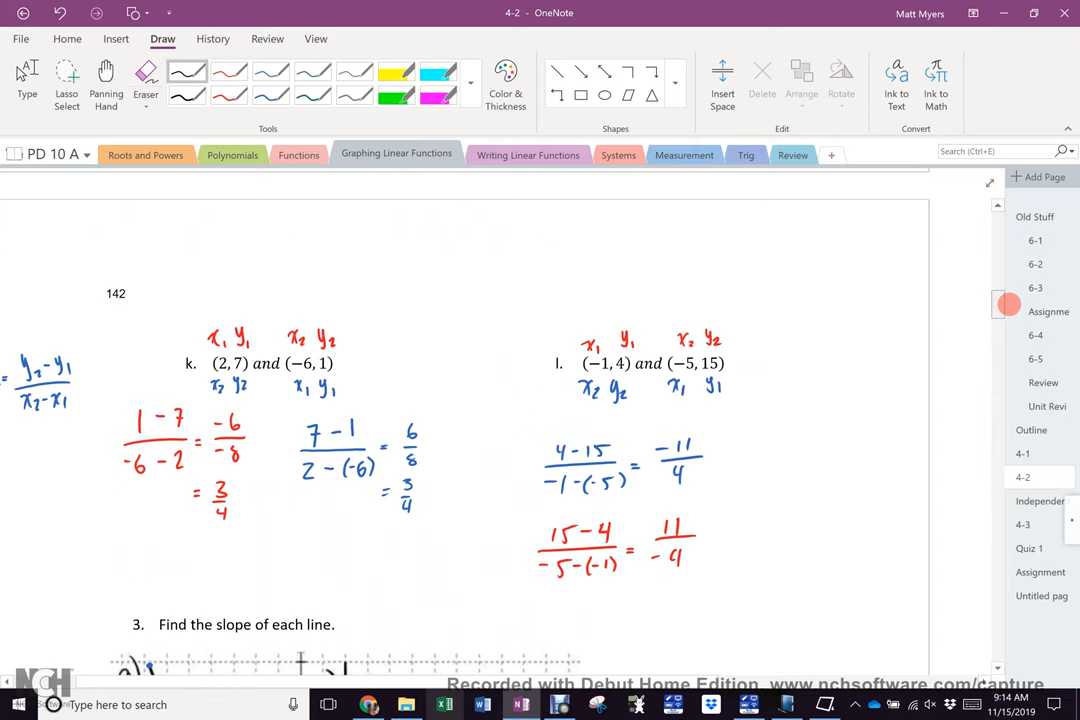 4-2 - OneNote
Matt Myers
File Home Insert Draw History Review View
Type
Lasso Select
Panning Hand
Eraser
Color & Thickness
Insert Space
Delete
Arrange
Rotate
Ink to Text
Ink to Math
Tools
Shapes
Edit
Convert
PD 10 A
Roots and Powers
Polynomials
Functions
Graphing Linear Functions
Writing Linear Functions
Systems
Measurement
Trig
Review
Search (Ctrl+E)
Add Page
Old Stuff
6-1
6-2
6-3
Assignme
6-4
6-5
Review
Unit Revi
Outline
4-1
4-2
Independen
4-3
Quiz 1
Assignment
Untitled pag
142
= y₂-y₁ / x₂-x₁
x₁ y₁ x₂ y₂
k. (2, 7) and (−6, 1)
x₂ y₂ x₁ y₁
1 - 7 / -6 - 2 = -6 / -8
= 3/4
7 - 1 / 2 - (-6) = 6/8
= 3/4
x₁ y₁ x₂ y₂
l. (−1, 4) and (−5, 15)
x₂ y₂ x₁ y₁
4 - 15 / -1 - (-5) = -11 / 4
15 - 4 / -5 - (-1) = 11 / -4
3. Find the slope of each line.
a)
NCH Software
Recorded with Debut Home Edition www.nchsoftware.com/capture
Type here to search
9:14 AM
11/15/2019